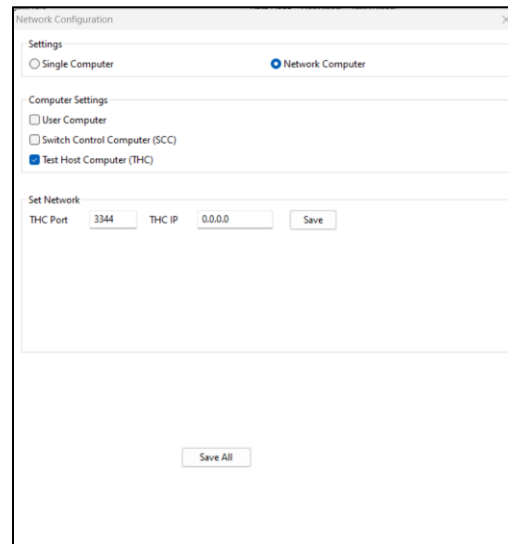 Network Configuration
Settings
Single Computer
Network Computer
Computer Settings
User Computer
Switch Control Computer (SCC)
Test Host Computer (THC)
Set Network
THC Port 3344 THC IP 0.0.0.0 Save
Save All